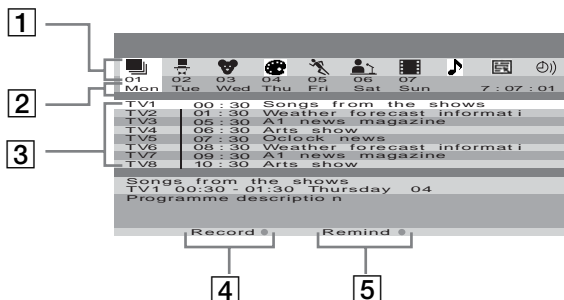 1
01 02 03 04 05 06 07
2
Mon Tue Wed Thu Fri Sat Sun 7 : 07 : 01
TV1 00 : 30 Songs from the shows
TV2 01 : 30 Weather forecast informati
TV3 05 : 30 A1 news magazine
3
TV4 06 : 30 Arts show
TV5 07 : 30 Oclock news
TV6 08 : 30 Weather forecast informati
TV7 09 : 30 A1 news magazine
TV8 10 : 30 Arts show
Songs from the shows
TV1 00:30 - 01:30 Thursday 04
Programme descriptio n
Record Remind
4 5